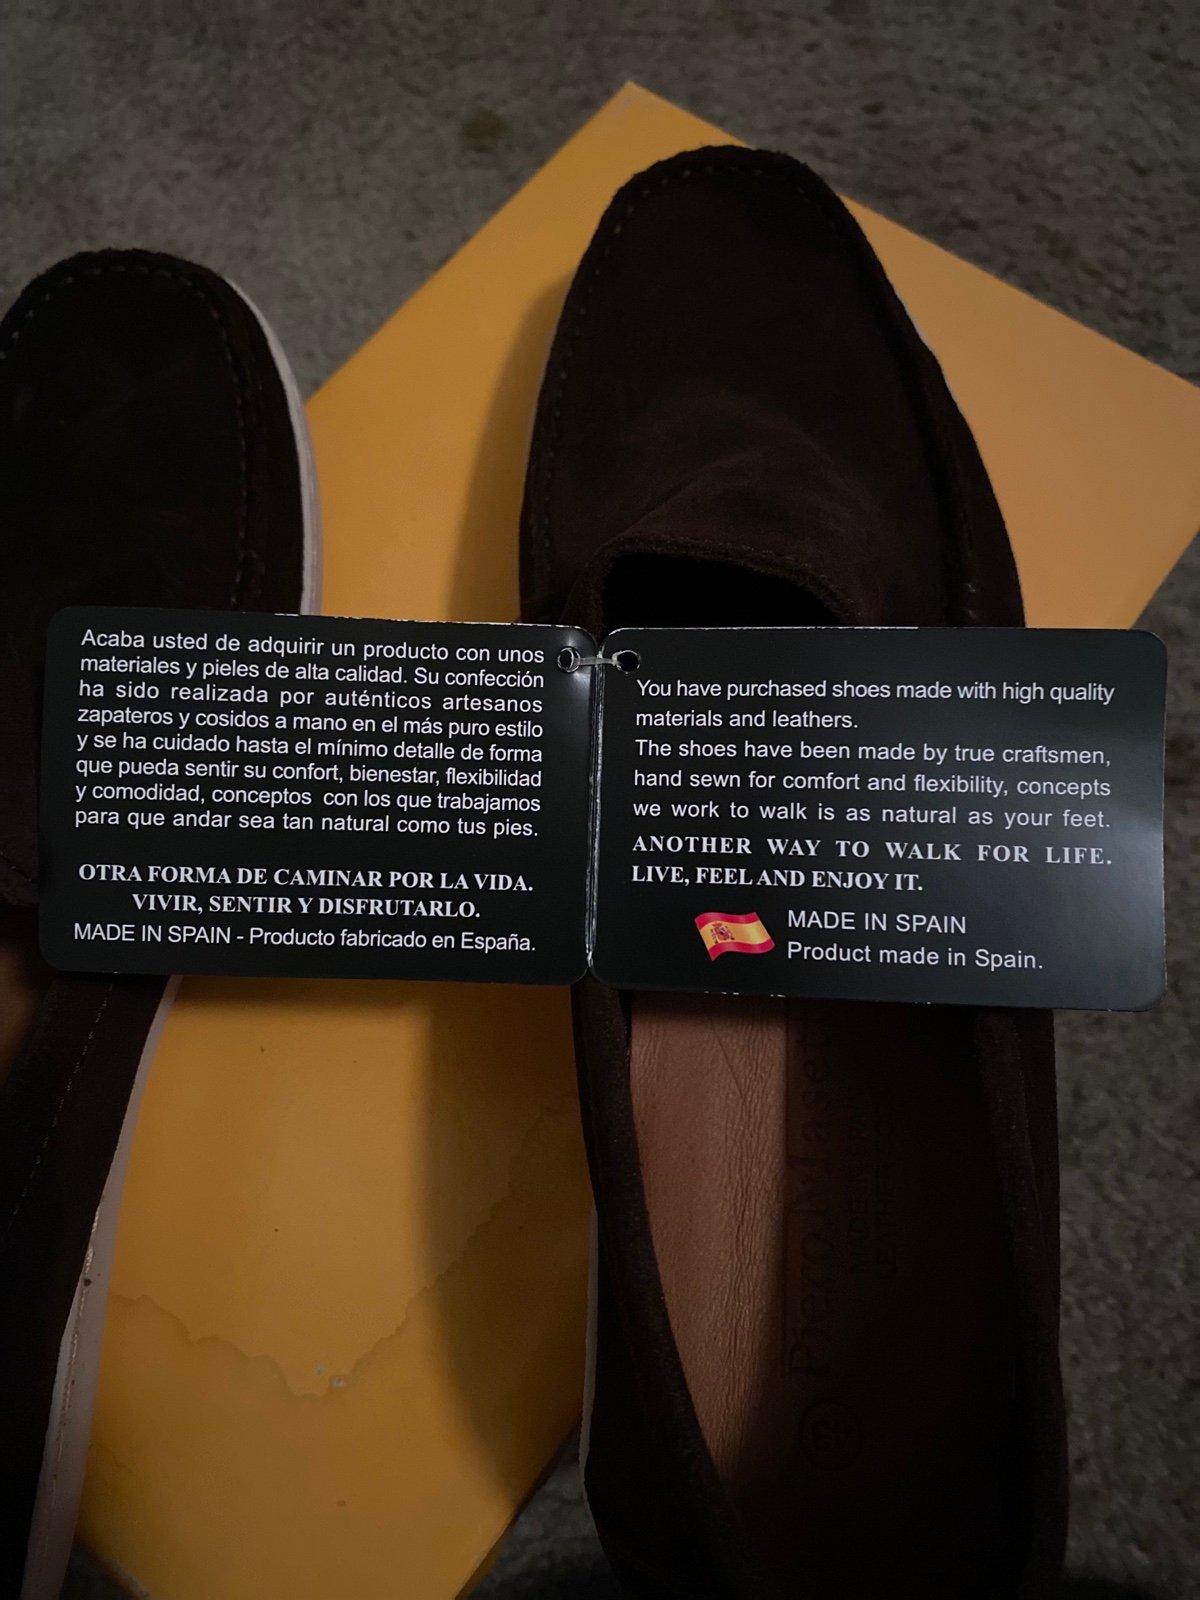 Acaba usted de adquirir un producto con unos
materiales y pieles de alta calidad. Su confección
ha sido realizada por auténticos artesanos
zapateros y cosidos a mano en el más puro estilo
y se ha cuidado hasta el mínimo detalle de forma
que pueda sentir su confort, bienestar, flexibilidad
y comodidad, conceptos con los que trabajamos
para que andar sea tan natural como tus pies.
OTRA FORMA DE CAMINAR POR LA VIDA.
VIVIR, SENTIR Y DISFRUTARLO.
MADE IN SPAIN - Producto fabricado en España.
You have purchased shoes made with high quality
materials and leathers.
The shoes have been made by true craftsmen,
hand sewn for comfort and flexibility, concepts
we work to walk is as natural as your feet.
ANOTHER WAY TO WALK FOR LIFE.
LIVE, FEEL AND ENJOY IT.
MADE IN SPAIN
Product made in Spain.
Piero